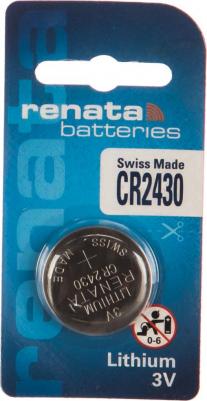 renata
batteries
Swiss Made
CR2430
renata
SWISS MADE
+
CR2430
RENATA
LITHIUM
3V
0-6
Lithium
3V